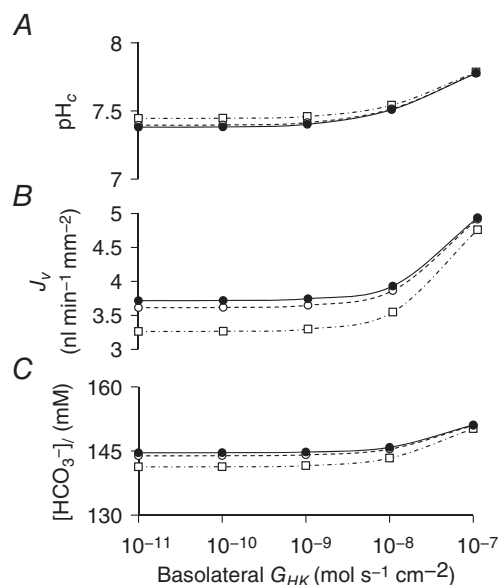 A
8
7.5
7
pHc
B
5
4.5
4
3.5
3
Jv
(nl min−1 mm−2)
C
160
145
130
[HCO3−]l (mM)
10−11 10−10 10−9 10−8 10−7
Basolateral GHK (mol s−1 cm−2)